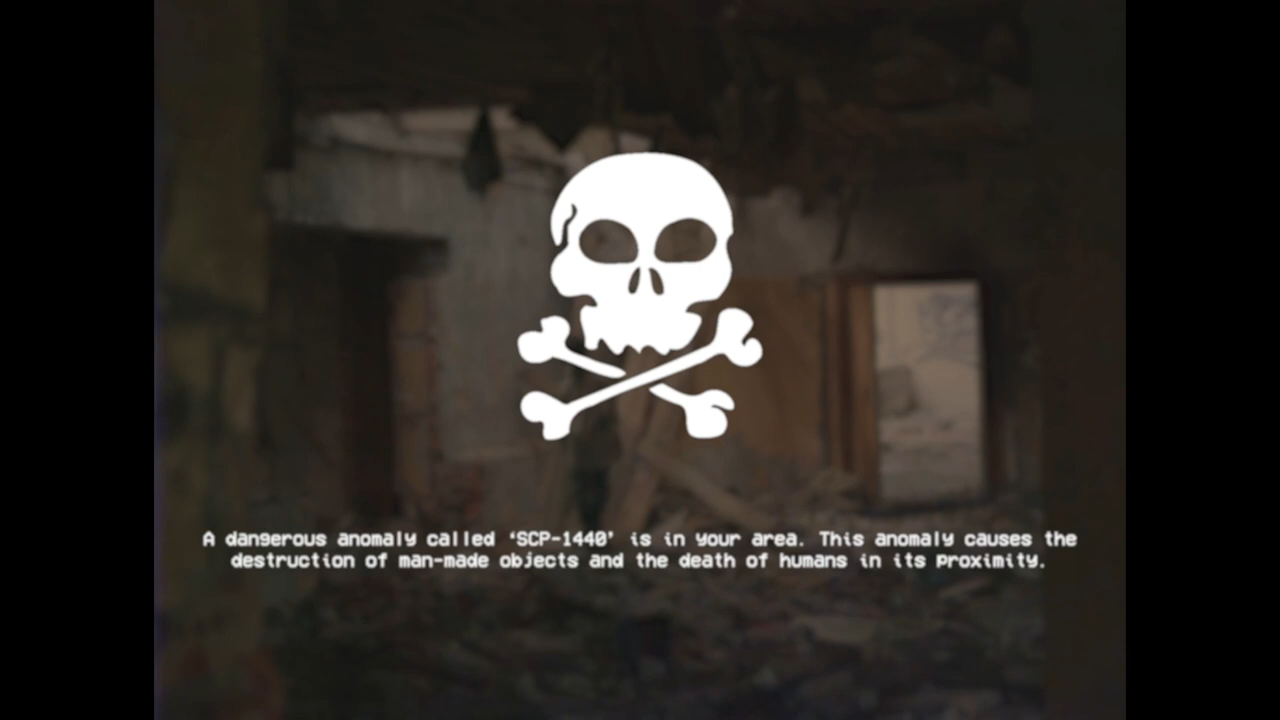 A dangerous anomaly called ‘SCP-1440’ is in your area. This anomaly causes the
destruction of man-made objects and the death of humans in its proximity.